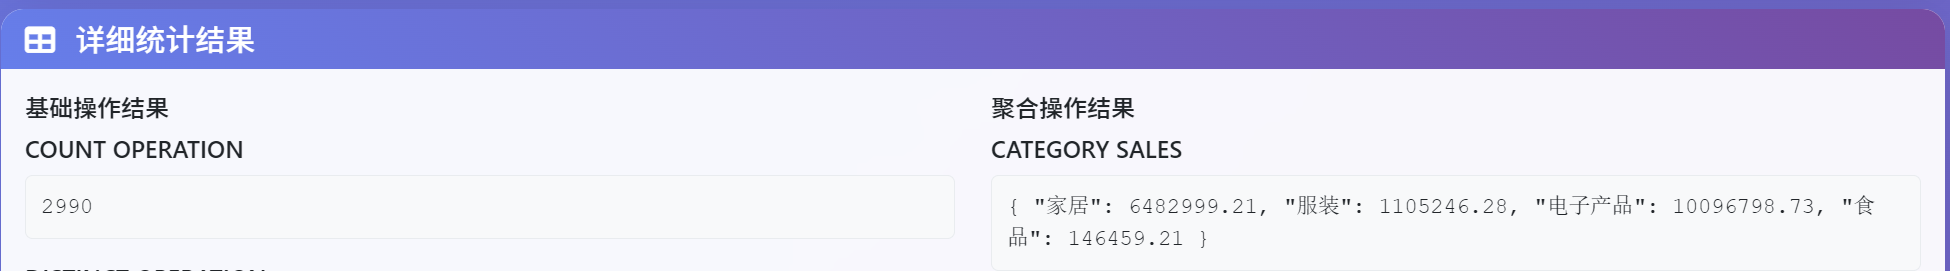 详细统计结果
基础操作结果
COUNT OPERATION
2990
DISTINCT OPERATION
聚合操作结果
CATEGORY SALES
{ "家居": 6482999.21, "服装": 1105246.28, "电子产品": 10096798.73, "食
品": 146459.21 }